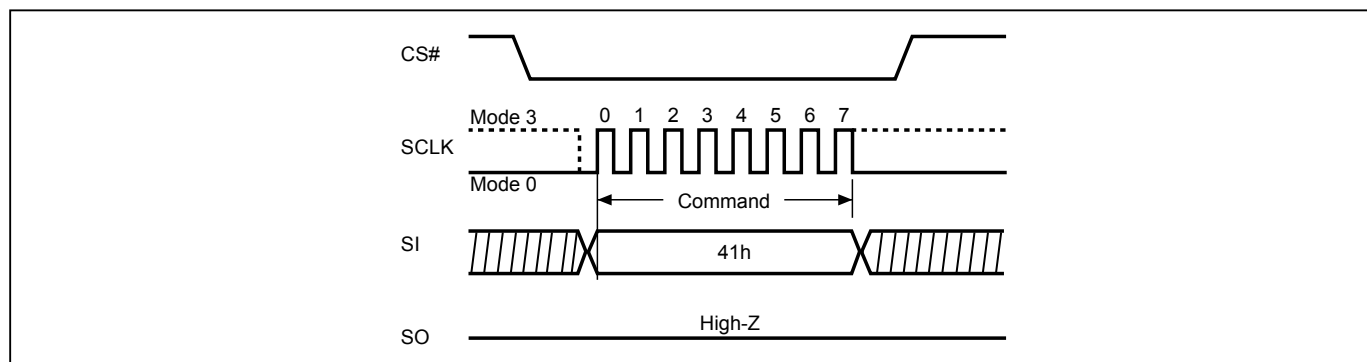 CS#
Mode 3
0 1 2 3 4 5 6 7
SCLK
Mode 0
Command
SI
41h
High-Z
SO